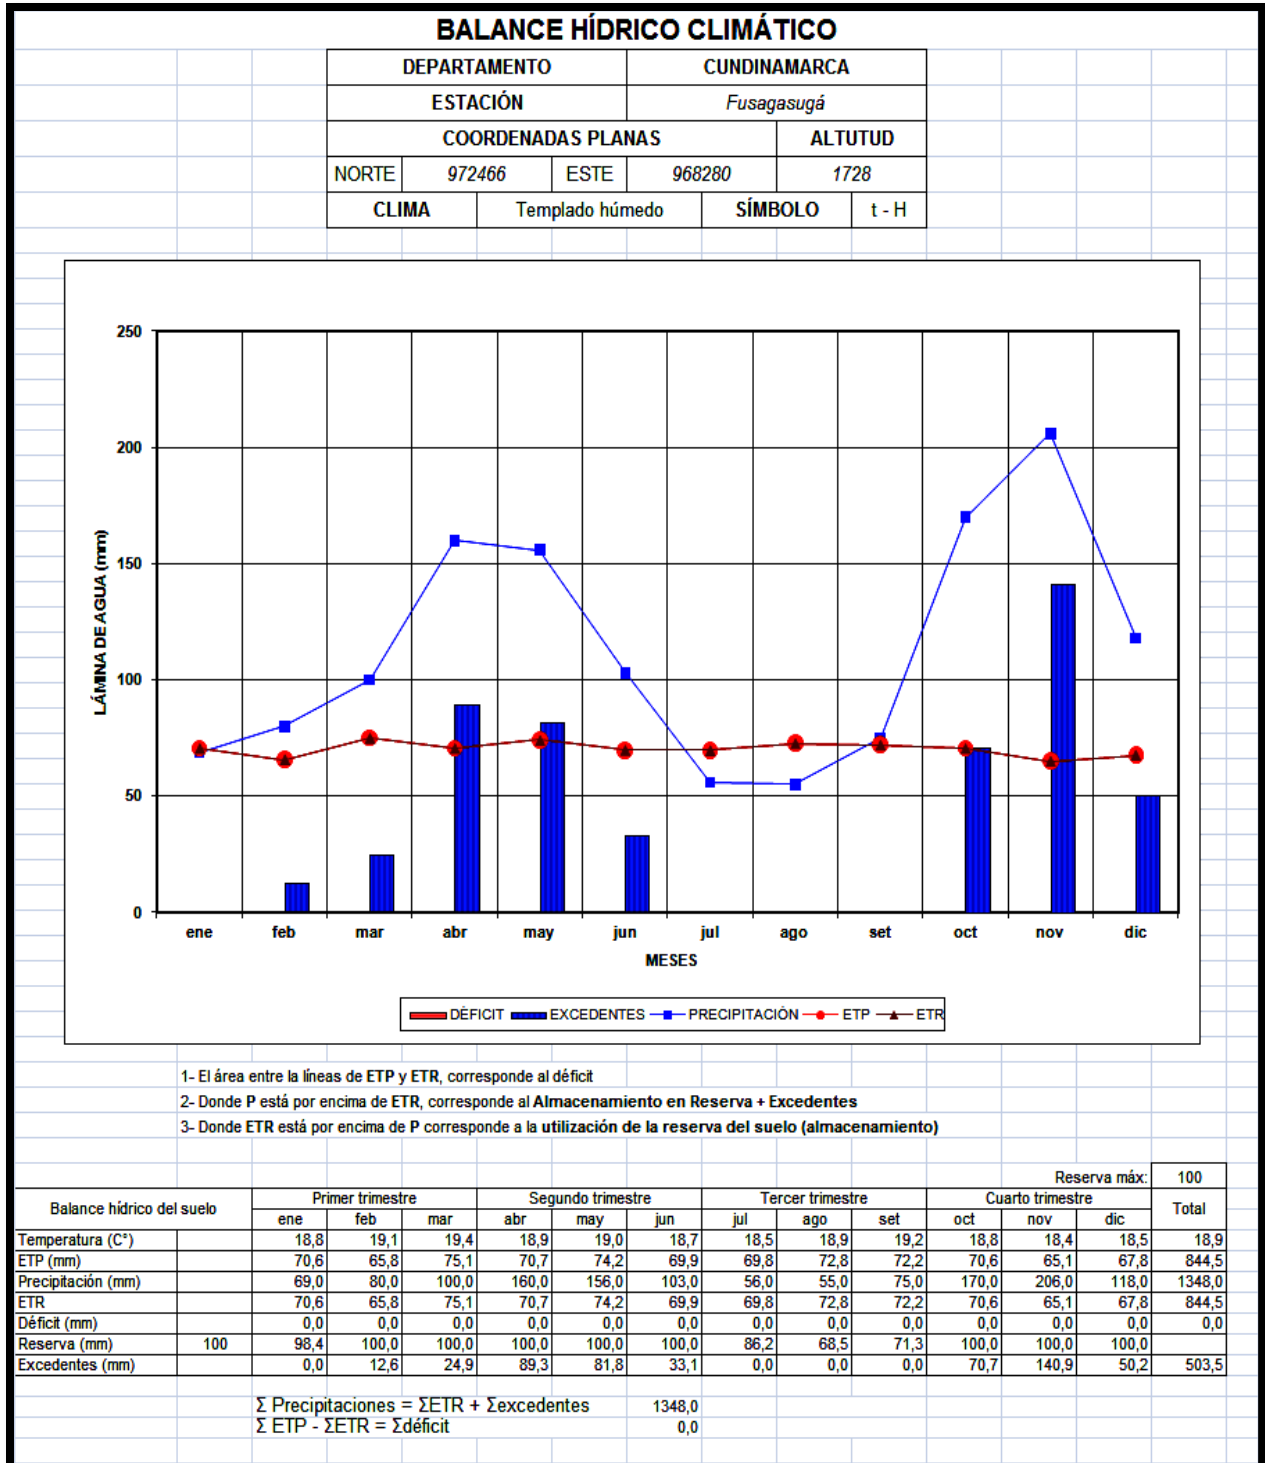 BALANCE HÍDRICO CLIMÁTICO
DEPARTAMENTO CUNDINAMARCA
ESTACIÓN Fusagasugá
COORDENADAS PLANAS ALTUTUD
NORTE 972466 ESTE 968280 1728
CLIMA Templado húmedo SÍMBOLO t - H
250
200
150
100
50
0
LÁMINA DE AGUA (mm)
ene feb mar abr may jun jul ago set oct nov dic
MESES
DÉFICIT EXCEDENTES PRECIPITACIÓN ETP ETR
1- El área entre la líneas de ETP y ETR, corresponde al déficit
2- Donde P está por encima de ETR, corresponde al Almacenamiento en Reserva + Excedentes
3- Donde ETR está por encima de P corresponde a la utilización de la reserva del suelo (almacenamiento)
Reserva máx: 100
Balance hídrico del suelo Primer trimestre Segundo trimestre Tercer trimestre Cuarto trimestre Total
ene feb mar abr may jun jul ago set oct nov dic
Temperatura (C°) 18,8 19,1 19,4 18,9 19,0 18,7 18,5 18,9 19,2 18,8 18,4 18,5 18,9
ETP (mm) 70,6 65,8 75,1 70,7 74,2 69,9 69,8 72,8 72,2 70,6 65,1 67,8 844,5
Precipitación (mm) 69,0 80,0 100,0 160,0 156,0 103,0 56,0 55,0 75,0 170,0 206,0 118,0 1348,0
ETR 70,6 65,8 75,1 70,7 74,2 69,9 69,8 72,8 72,2 70,6 65,1 67,8 844,5
Déficit (mm) 0,0 0,0 0,0 0,0 0,0 0,0 0,0 0,0 0,0 0,0 0,0 0,0 0,0
Reserva (mm) 100 98,4 100,0 100,0 100,0 100,0 100,0 86,2 68,5 71,3 100,0 100,0 100,0
Excedentes (mm) 0,0 12,6 24,9 89,3 81,8 33,1 0,0 0,0 0,0 70,7 140,9 50,2 503,5
Σ Precipitaciones = ΣETR + Σexcedentes 1348,0
Σ ETP - ΣETR = Σdéficit 0,0